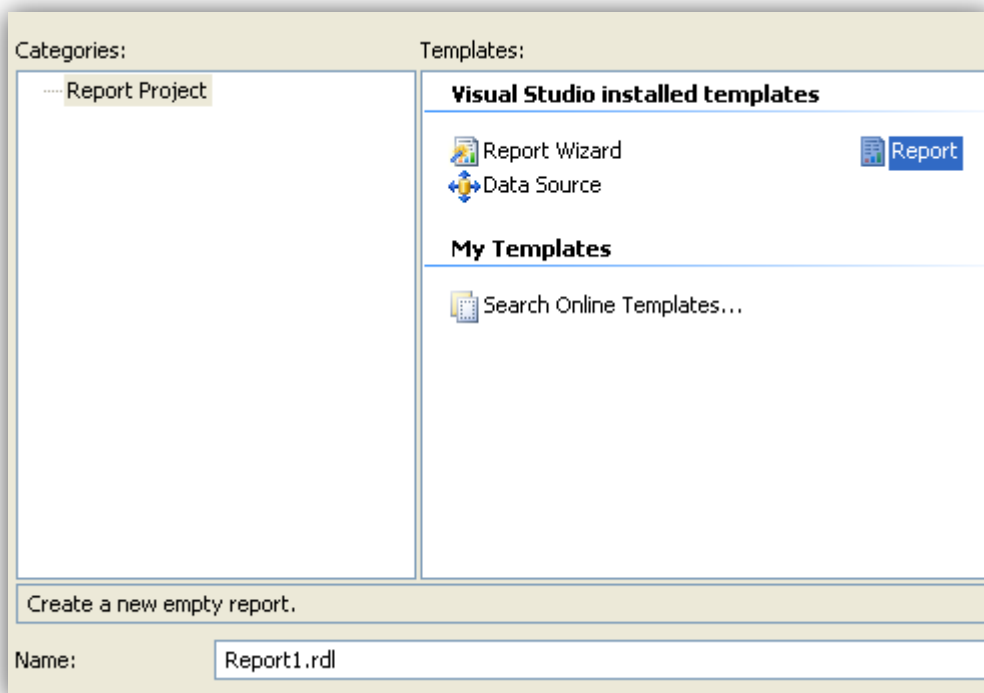 Categories:
Templates:
Report Project
Visual Studio installed templates
Report Wizard
Report
Data Source
My Templates
Search Online Templates...
Create a new empty report.
Name:
Report1.rdl